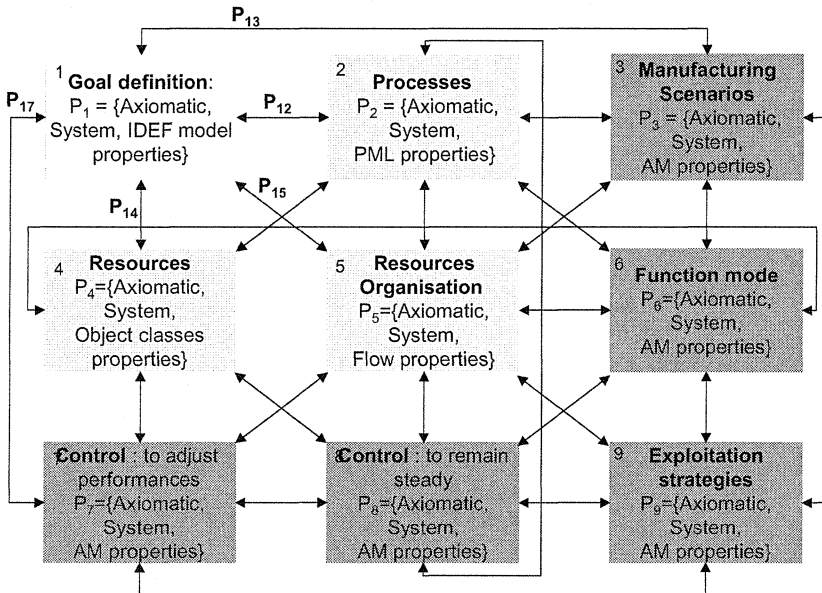 P13
1
Goal definition:
P1 = {Axiomatic,
System, IDEF model
properties}
P12
2
Processes
P2 = {Axiomatic,
System,
PML properties}
3
Manufacturing
Scenarios
P3 = {Axiomatic,
System,
AM properties}
P17
P14
P15
4
Resources
P4={Axiomatic,
System,
Object classes
properties}
5
Resources
Organisation
P5={Axiomatic,
System,
Flow properties}
6
Function mode
P6={Axiomatic,
System,
AM properties}
7
Control : to adjust
performances
P7={Axiomatic,
System,
AM properties}
8
Control : to remain
steady
P8={Axiomatic,
System,
AM properties}
9
Exploitation
strategies
P9={Axiomatic,
System,
AM properties}